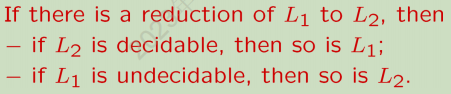 If there is a reduction of L₁ to L₂, then
– if L₂ is decidable, then so is L₁;
– if L₁ is undecidable, then so is L₂.